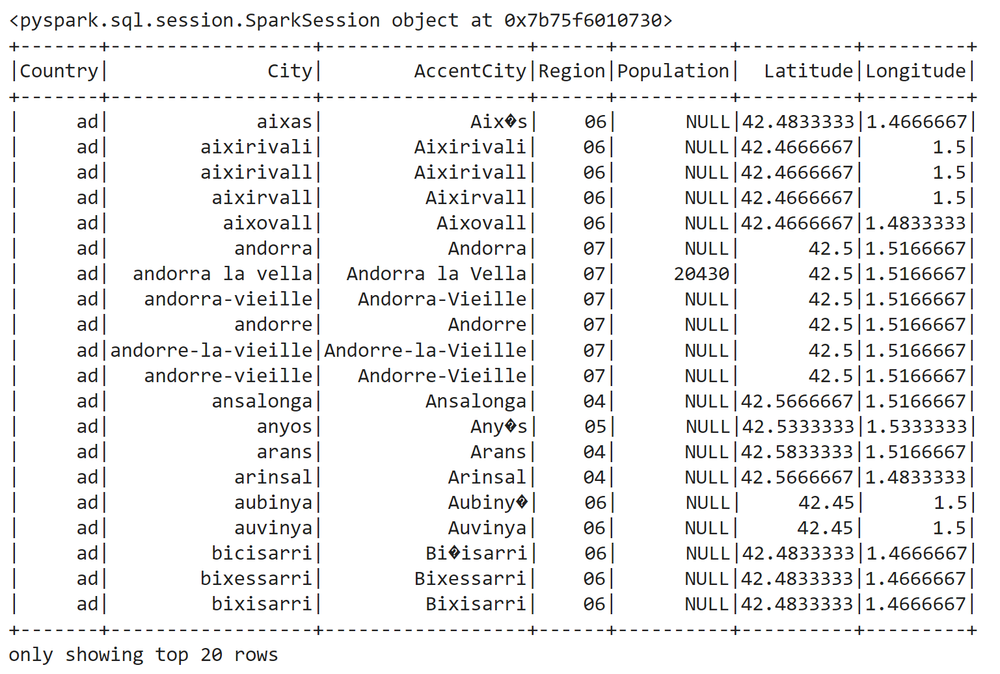 <pyspark.sql.session.SparkSession object at 0x7b75f6010730>
+-------+------------------+------------------+------+----------+----------+---------+
|Country|              City|        AccentCity|Region|Population|  Latitude|Longitude|
+-------+------------------+------------------+------+----------+----------+---------+
|     ad|             aixas|             Aix�s|    06|      NULL|42.4833333|1.4666667|
|     ad|        aixirivali|        Aixirivali|    06|      NULL|42.4666667|      1.5|
|     ad|        aixirivall|        Aixirivall|    06|      NULL|42.4666667|      1.5|
|     ad|         aixirvall|         Aixirvall|    06|      NULL|42.4666667|      1.5|
|     ad|          aixovall|          Aixovall|    06|      NULL|42.4666667|1.4833333|
|     ad|           andorra|           Andorra|    07|      NULL|      42.5|1.5166667|
|     ad|  andorra la vella|  Andorra la Vella|    07|     20430|      42.5|1.5166667|
|     ad|   andorra-vieille|   Andorra-Vieille|    07|      NULL|      42.5|1.5166667|
|     ad|           andorre|           Andorre|    07|      NULL|      42.5|1.5166667|
|     ad|andorre-la-vieille|Andorre-la-Vieille|    07|      NULL|      42.5|1.5166667|
|     ad|   andorre-vieille|   Andorre-Vieille|    07|      NULL|      42.5|1.5166667|
|     ad|         ansalonga|         Ansalonga|    04|      NULL|42.5666667|1.5166667|
|     ad|             anyos|             Any�s|    05|      NULL|42.5333333|1.5333333|
|     ad|             arans|             Arans|    04|      NULL|42.5833333|1.5166667|
|     ad|           arinsal|           Arinsal|    04|      NULL|42.5666667|1.4833333|
|     ad|           aubinya|           Aubiny�|    06|      NULL|     42.45|      1.5|
|     ad|           auvinya|           Auvinya|    06|      NULL|     42.45|      1.5|
|     ad|         bicisarri|         Bi�isarri|    06|      NULL|42.4833333|1.4666667|
|     ad|        bixessarri|        Bixessarri|    06|      NULL|42.4833333|1.4666667|
|     ad|         bixisarri|         Bixisarri|    06|      NULL|42.4833333|1.4666667|
+-------+------------------+------------------+------+----------+----------+---------+
only showing top 20 rows